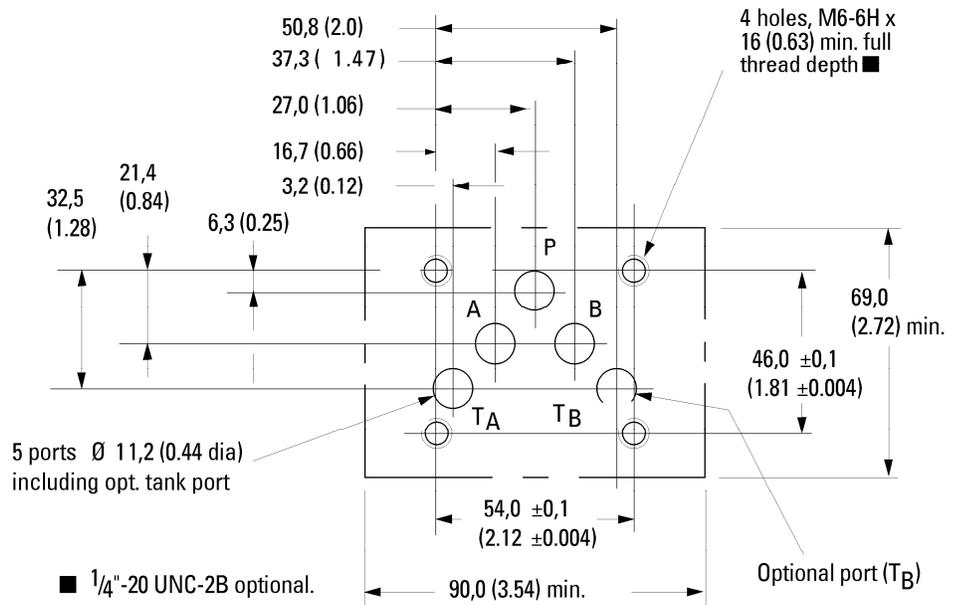 50,8 (2.0)
37,3 ( 1.47)
27,0 (1.06)
16,7 (0.66)
3,2 (0.12)
4 holes, M6-6H x
16 (0.63) min. full
thread depth ■
21,4
(0.84)
32,5
(1.28)
6,3 (0.25)
P
A
B
TA
TB
69,0
(2.72) min.
46,0 ±0,1
(1.81 ±0.004)
5 ports Ø 11,2 (0.44 dia)
including opt. tank port
54,0 ±0,1
(2.12 ±0.004)
Optional port (TB)
■ 1/4"-20 UNC-2B optional.
90,0 (3.54) min.